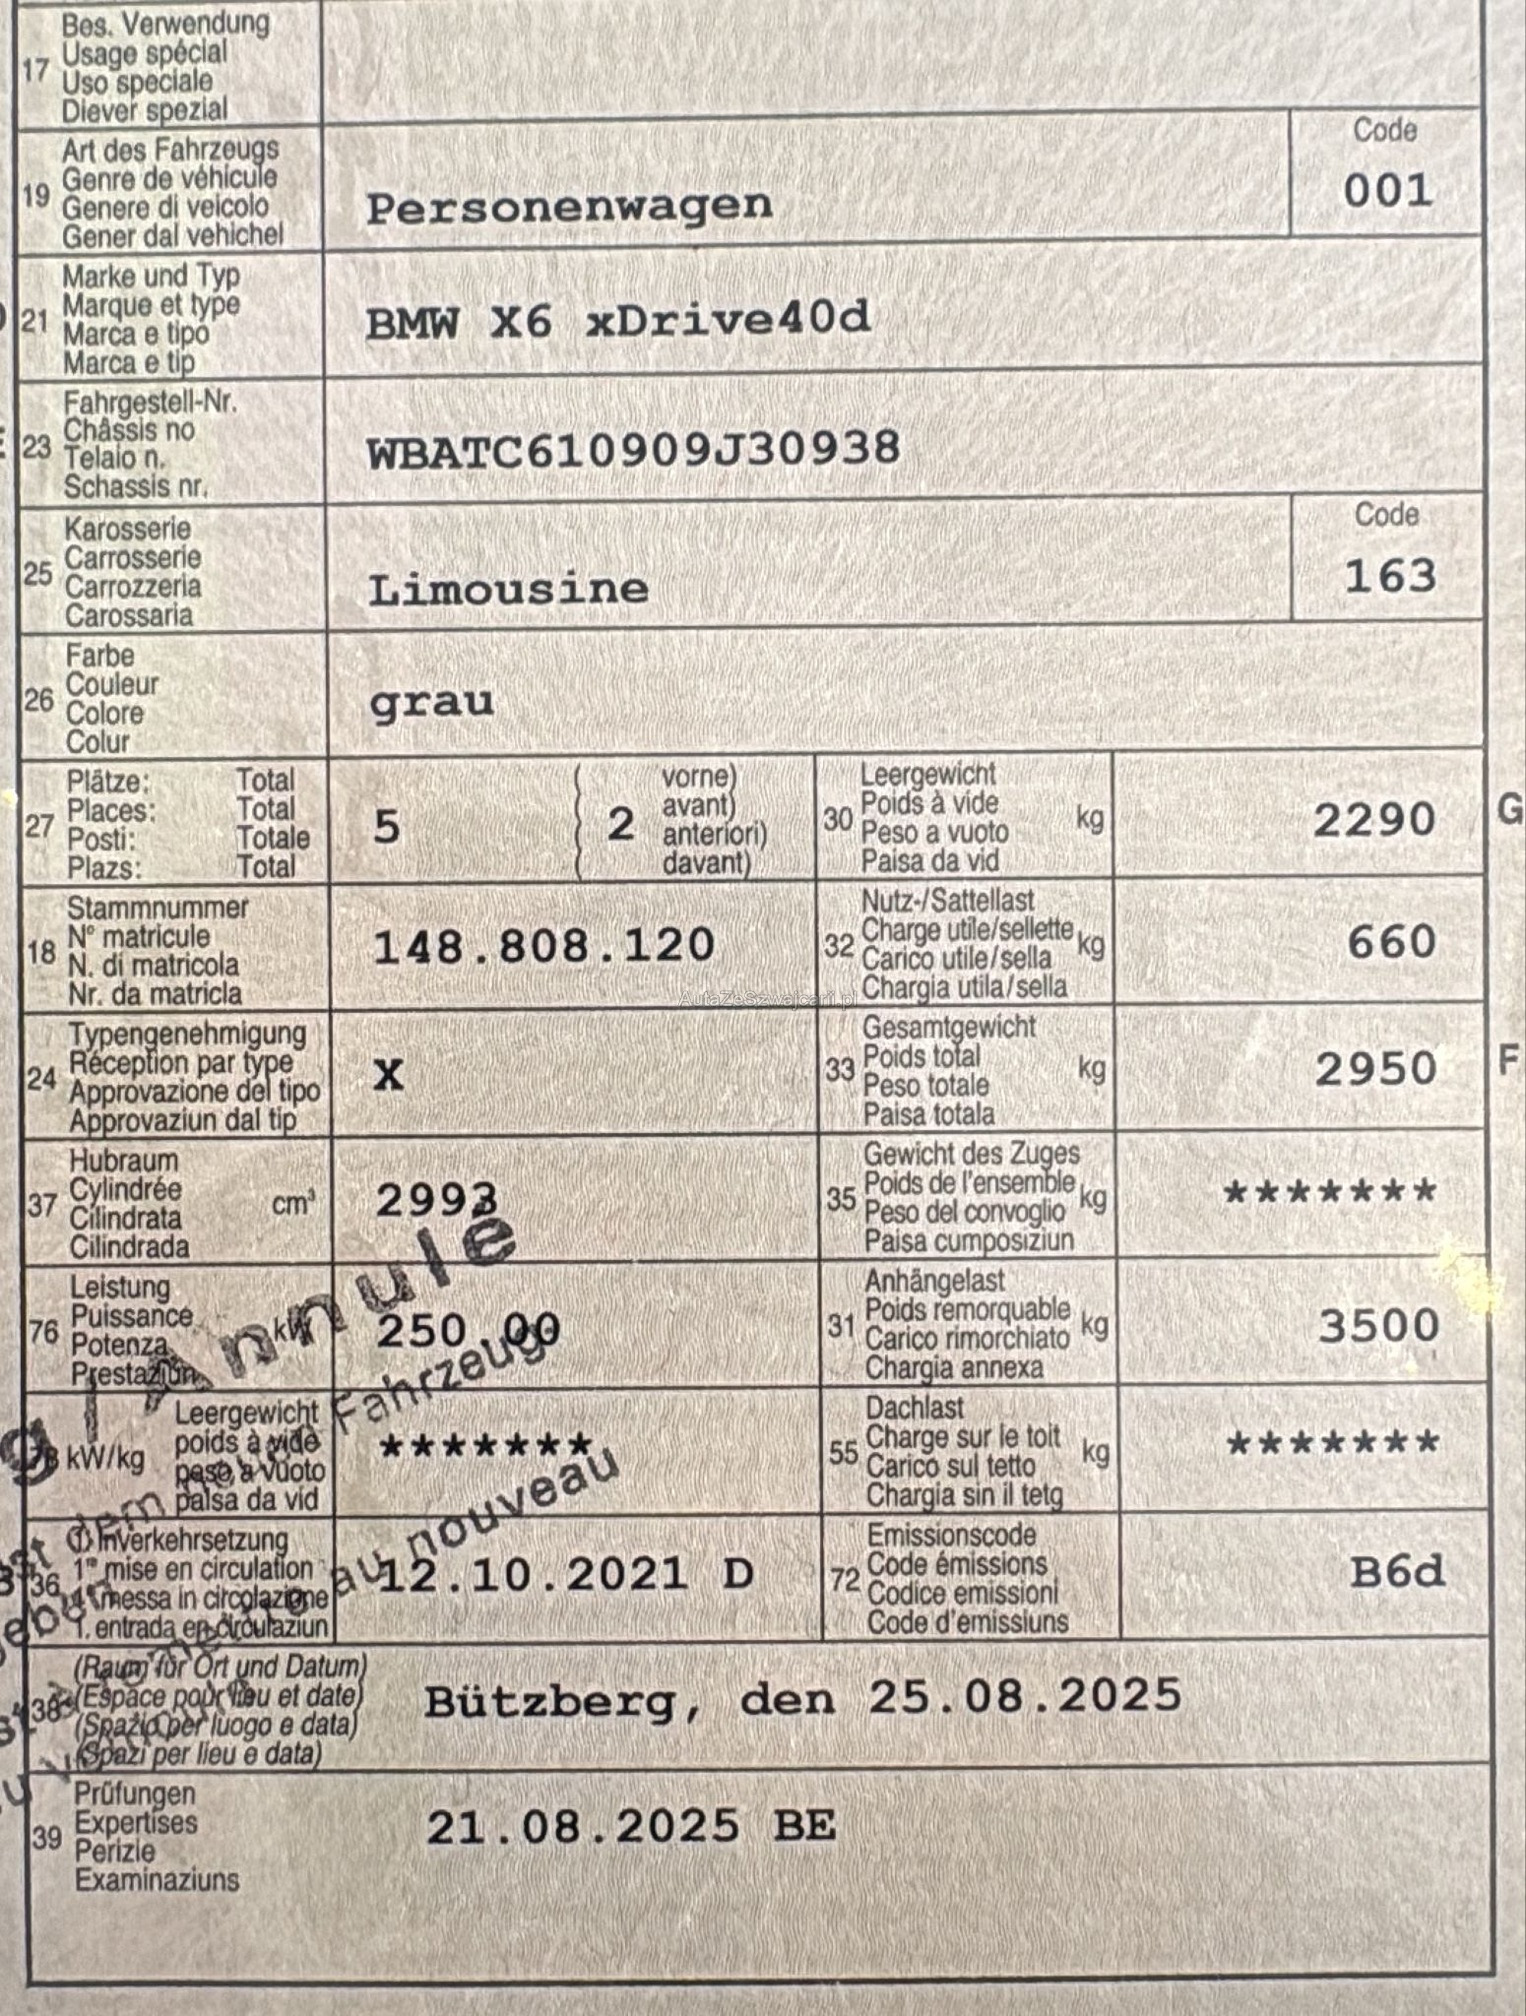 17 Bes. Verwendung
Usage spécial
Uso speciale
Diever spezial
19 Art des Fahrzeugs
Genre de véhicule
Genere di veicolo
Gener dal vehichel
Personenwagen
Code
001
21 Marke und Typ
Marque et type
Marca e tipo
Marca e tip
BMW X6 xDrive40d
23 Fahrgestell-Nr.
Châssis no
Telaio n.
Schassis nr.
WBATC610909J30938
25 Karosserie
Carrosserie
Carrozzeria
Carossaria
Limousine
Code
163
26 Farbe
Couleur
Colore
Colur
grau
27 Plätze: Total
Places: Total
Posti: Totale
Plazs: Total
5 ( 2 vorne)
( avant)
( anteriori)
( davant)
30 Leergewicht
Poids à vide kg
Peso a vuoto
Paisa da vid
2290
G
18 Stammnummer
N° matricule
N. di matricola
Nr. da matricla
148.808.120
32 Nutz-/Sattellast
Charge utile/sellette kg
Carico utile/sella
Chargia utila/sella
660
AutaZeSzwajcarii.pl
24 Typengenehmigung
Réception par type
Approvazione del tipo
Approvaziun dal tip
X
33 Gesamtgewicht
Poids total kg
Peso totale
Paisa totala
2950
F
37 Hubraum
Cylindrée cm³
Cilindrata
Cilindrada
2993
35 Gewicht des Zuges
Poids de l'ensemble kg
Peso del convoglio
Paisa cumposiziun
*******
76 Leistung
Puissance kW
Potenza
Prestaziun
250.00
31 Anhängelast
Poids remorquable kg
Carico rimorchiato
Chargia annexa
3500
78 kW/kg Leergewicht
poids à vide
peso a vuoto
paisa da vid
*******
55 Dachlast
Charge sur le toit kg
Carico sul tetto
Chargia sin il tetg
*******
36 1. Inverkehrsetzung
1re mise en circulation
1. messa in circolazione
1. entrada en circulaziun
12.10.2021 D
72 Emissionscode
Code émissions
Codice emissioni
Code d'emissiuns
B6d
38 (Raum für Ort und Datum)
(Espace pour lieu et date)
(Spazio per luogo e data)
(Spazi per lieu e data)
Bützberg, den 25.08.2025
39 Prüfungen
Expertises
Perizie
Examinaziuns
21.08.2025 BE
g / Annulé
dem neuen Fahrzeug-
au nouveau